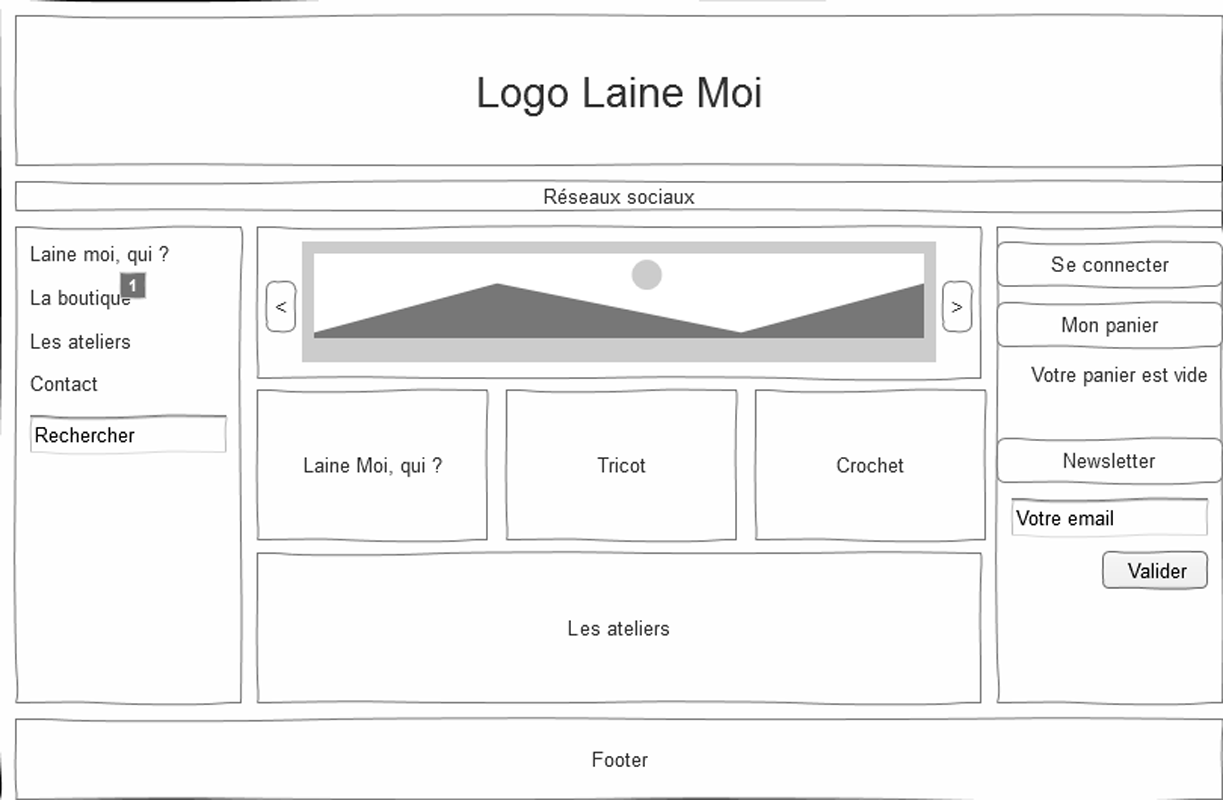 Logo Laine Moi
Réseaux sociaux
Laine moi, qui ?
La boutique
1
Les ateliers
Contact
Rechercher
<
>
Laine Moi, qui ?
Tricot
Crochet
Les ateliers
Se connecter
Mon panier
Votre panier est vide
Newsletter
Votre email
Valider
Footer